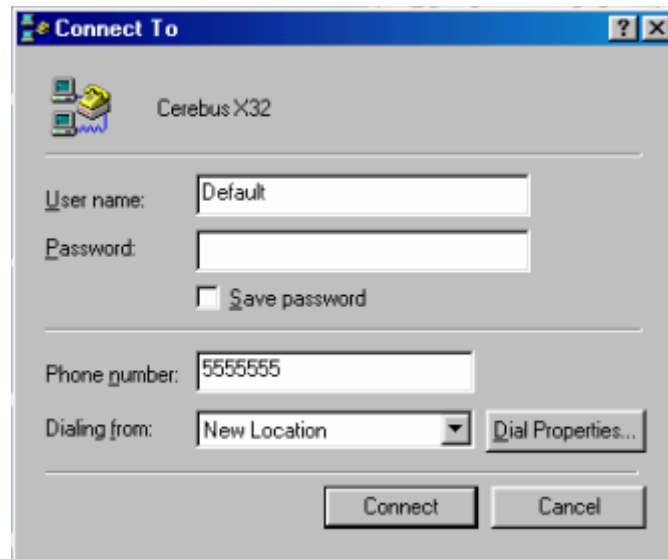 Connect To
Cerebus X32
User name: Default
Password:
Save password
Phone number: 5555555
Dialing from: New Location Dial Properties...
Connect Cancel